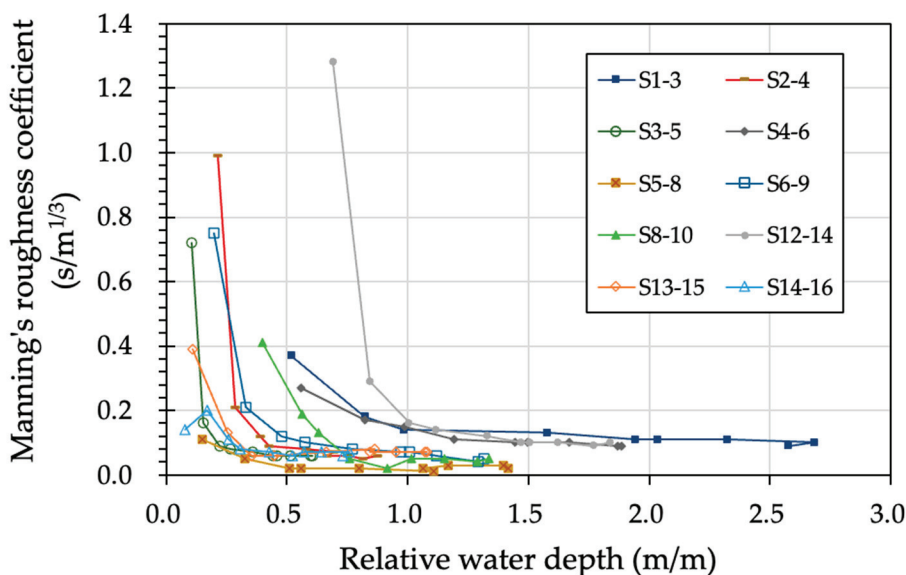 Manning's roughness coefficient
(s/m^{1/3})
1.4
1.2
1.0
0.8
0.6
0.4
0.2
0.0
S1-3 S2-4
S3-5 S4-6
S5-8 S6-9
S8-10 S12-14
S13-15 S14-16
0.0 0.5 1.0 1.5 2.0 2.5 3.0
Relative water depth (m/m)